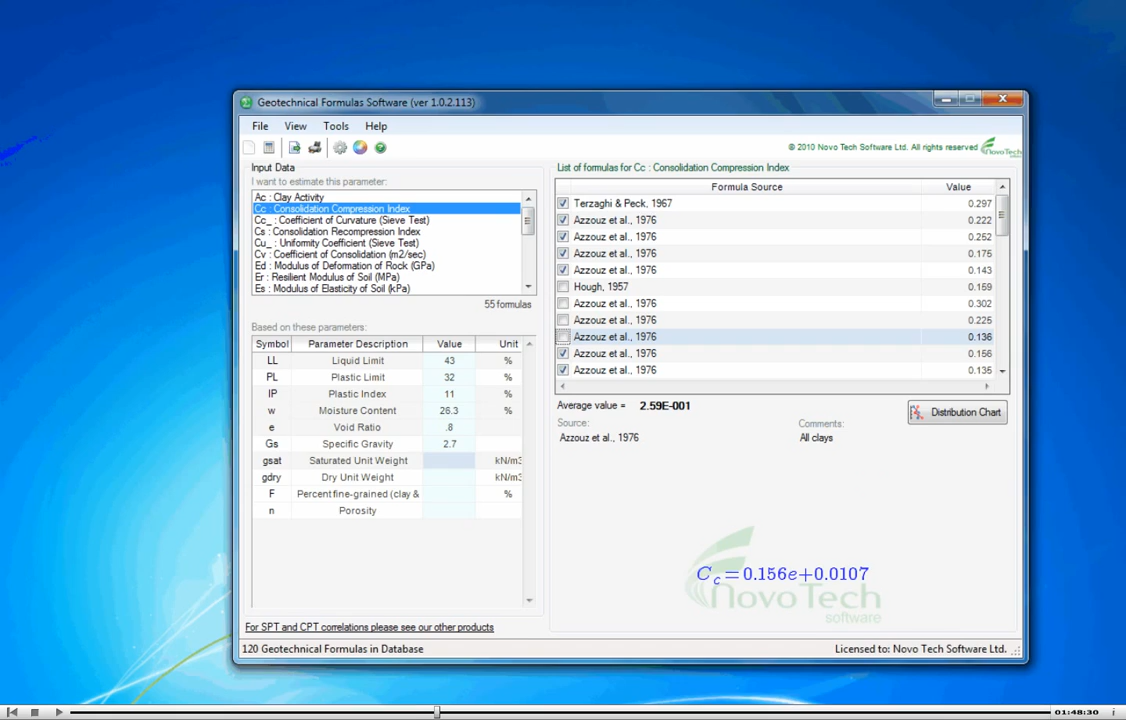 Geotechnical Formulas Software (ver 1.0.2.113)
File View Tools Help
© 2010 Novo Tech Software Ltd. All rights reserved NovoTech
Input Data
I want to estimate this parameter:
Ac : Clay Activity
Cc : Consolidation Compression Index
Cc_ : Coefficient of Curvature (Sieve Test)
Cs : Consolidation Recompression Index
Cu_ : Uniformity Coefficient (Sieve Test)
Cv : Coefficient of Consolidation (m2/sec)
Ed : Modulus of Deformation of Rock (GPa)
Er : Resilient Modulus of Soil (MPa)
Es : Modulus of Elasticity of Soil (kPa)
55 formulas
Based on these parameters:
Symbol Parameter Description Value Unit
LL Liquid Limit 43 %
PL Plastic Limit 32 %
IP Plastic Index 11 %
w Moisture Content 26.3 %
e Void Ratio .8
Gs Specific Gravity 2.7
gsat Saturated Unit Weight kN/m3
gdry Dry Unit Weight kN/m3
F Percent fine-grained (clay & %
n Porosity
For SPT and CPT correlations please see our other products
List of formulas for Cc : Consolidation Compression Index
Formula Source Value
Terzaghi & Peck, 1967 0.297
Azzouz et al., 1976 0.222
Azzouz et al., 1976 0.252
Azzouz et al., 1976 0.175
Azzouz et al., 1976 0.143
Hough, 1957 0.159
Azzouz et al., 1976 0.302
Azzouz et al., 1976 0.225
Azzouz et al., 1976 0.136
Azzouz et al., 1976 0.156
Azzouz et al., 1976 0.135
Average value = 2.59E-001
Distribution Chart
Source:
Azzouz et al., 1976
Comments:
All clays
Cc=0.156e+0.0107
NovoTech
software
120 Geotechnical Formulas in Database
Licensed to: Novo Tech Software Ltd.
01:48:30